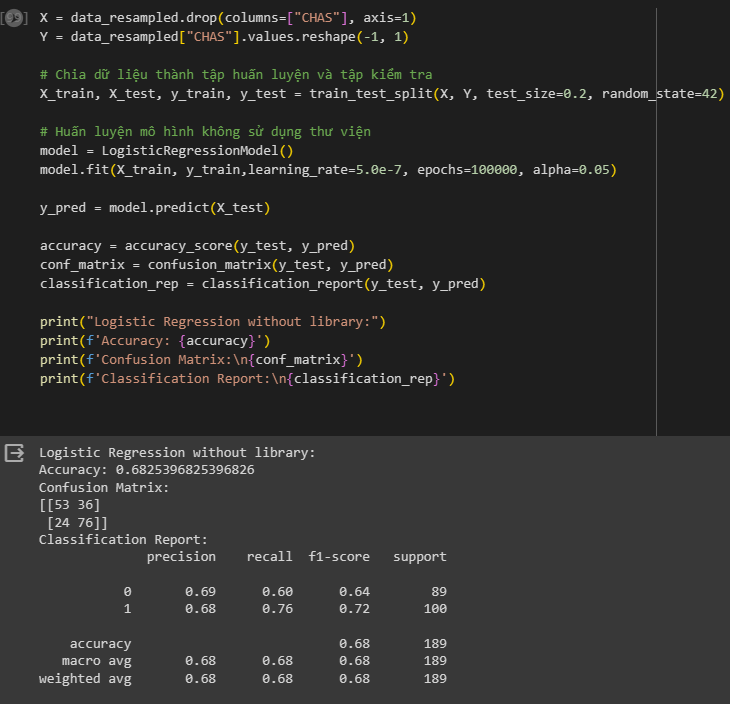 X = data_resampled.drop(columns=["CHAS"], axis=1)
Y = data_resampled["CHAS"].values.reshape(-1, 1)
# Chia dữ liệu thành tập huấn luyện và tập kiểm tra
X_train, X_test, y_train, y_test = train_test_split(X, Y, test_size=0.2, random_state=42)
# Huấn luyện mô hình không sử dụng thư viện
model = LogisticRegressionModel()
model.fit(X_train, y_train,learning_rate=5.0e-7, epochs=100000, alpha=0.05)
y_pred = model.predict(X_test)
accuracy = accuracy_score(y_test, y_pred)
conf_matrix = confusion_matrix(y_test, y_pred)
classification_rep = classification_report(y_test, y_pred)
print("Logistic Regression without library:")
print(f'Accuracy: {accuracy}')
print(f'Confusion Matrix:\n{conf_matrix}')
print(f'Classification Report:\n{classification_rep}')
Logistic Regression without library:
Accuracy: 0.6825396825396826
Confusion Matrix:
[[53 36]
 [24 76]]
Classification Report:
              precision    recall  f1-score   support
           0       0.69      0.60      0.64        89
           1       0.68      0.76      0.72       100
    accuracy                           0.68       189
   macro avg       0.68      0.68      0.68       189
weighted avg       0.68      0.68      0.68       189